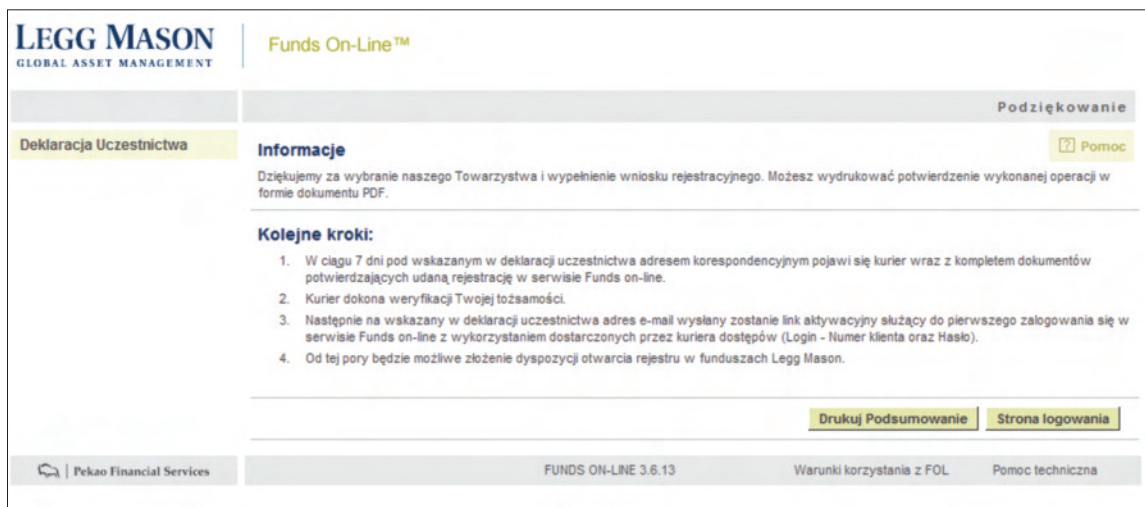 LEGG MASON
GLOBAL ASSET MANAGEMENT
Funds On-Line™
Podziękowanie
Deklaracja Uczestnictwa
Informacje
? Pomoc
Dziękujemy za wybranie naszego Towarzystwa i wypełnienie wniosku rejestracyjnego. Możesz wydrukować potwierdzenie wykonanej operacji w
formie dokumentu PDF.
Kolejne kroki:
1. W ciągu 7 dni pod wskazanym w deklaracji uczestnictwa adresem korespondencyjnym pojawi się kurier wraz z kompletem dokumentów
potwierdzających udaną rejestrację w serwisie Funds on-line.
2. Kurier dokona weryfikacji Twojej tożsamości.
3. Następnie na wskazany w deklaracji uczestnictwa adres e-mail wysłany zostanie link aktywacyjny służący do pierwszego zalogowania się w
serwisie Funds on-line z wykorzystaniem dostarczonych przez kuriera dostępów (Login - Numer klienta oraz Hasło).
4. Od tej pory będzie możliwe złożenie dyspozycji otwarcia rejestru w funduszach Legg Mason.
Drukuj Podsumowanie
Strona logowania
Pekao Financial Services
FUNDS ON-LINE 3.6.13
Warunki korzystania z FOL
Pomoc techniczna